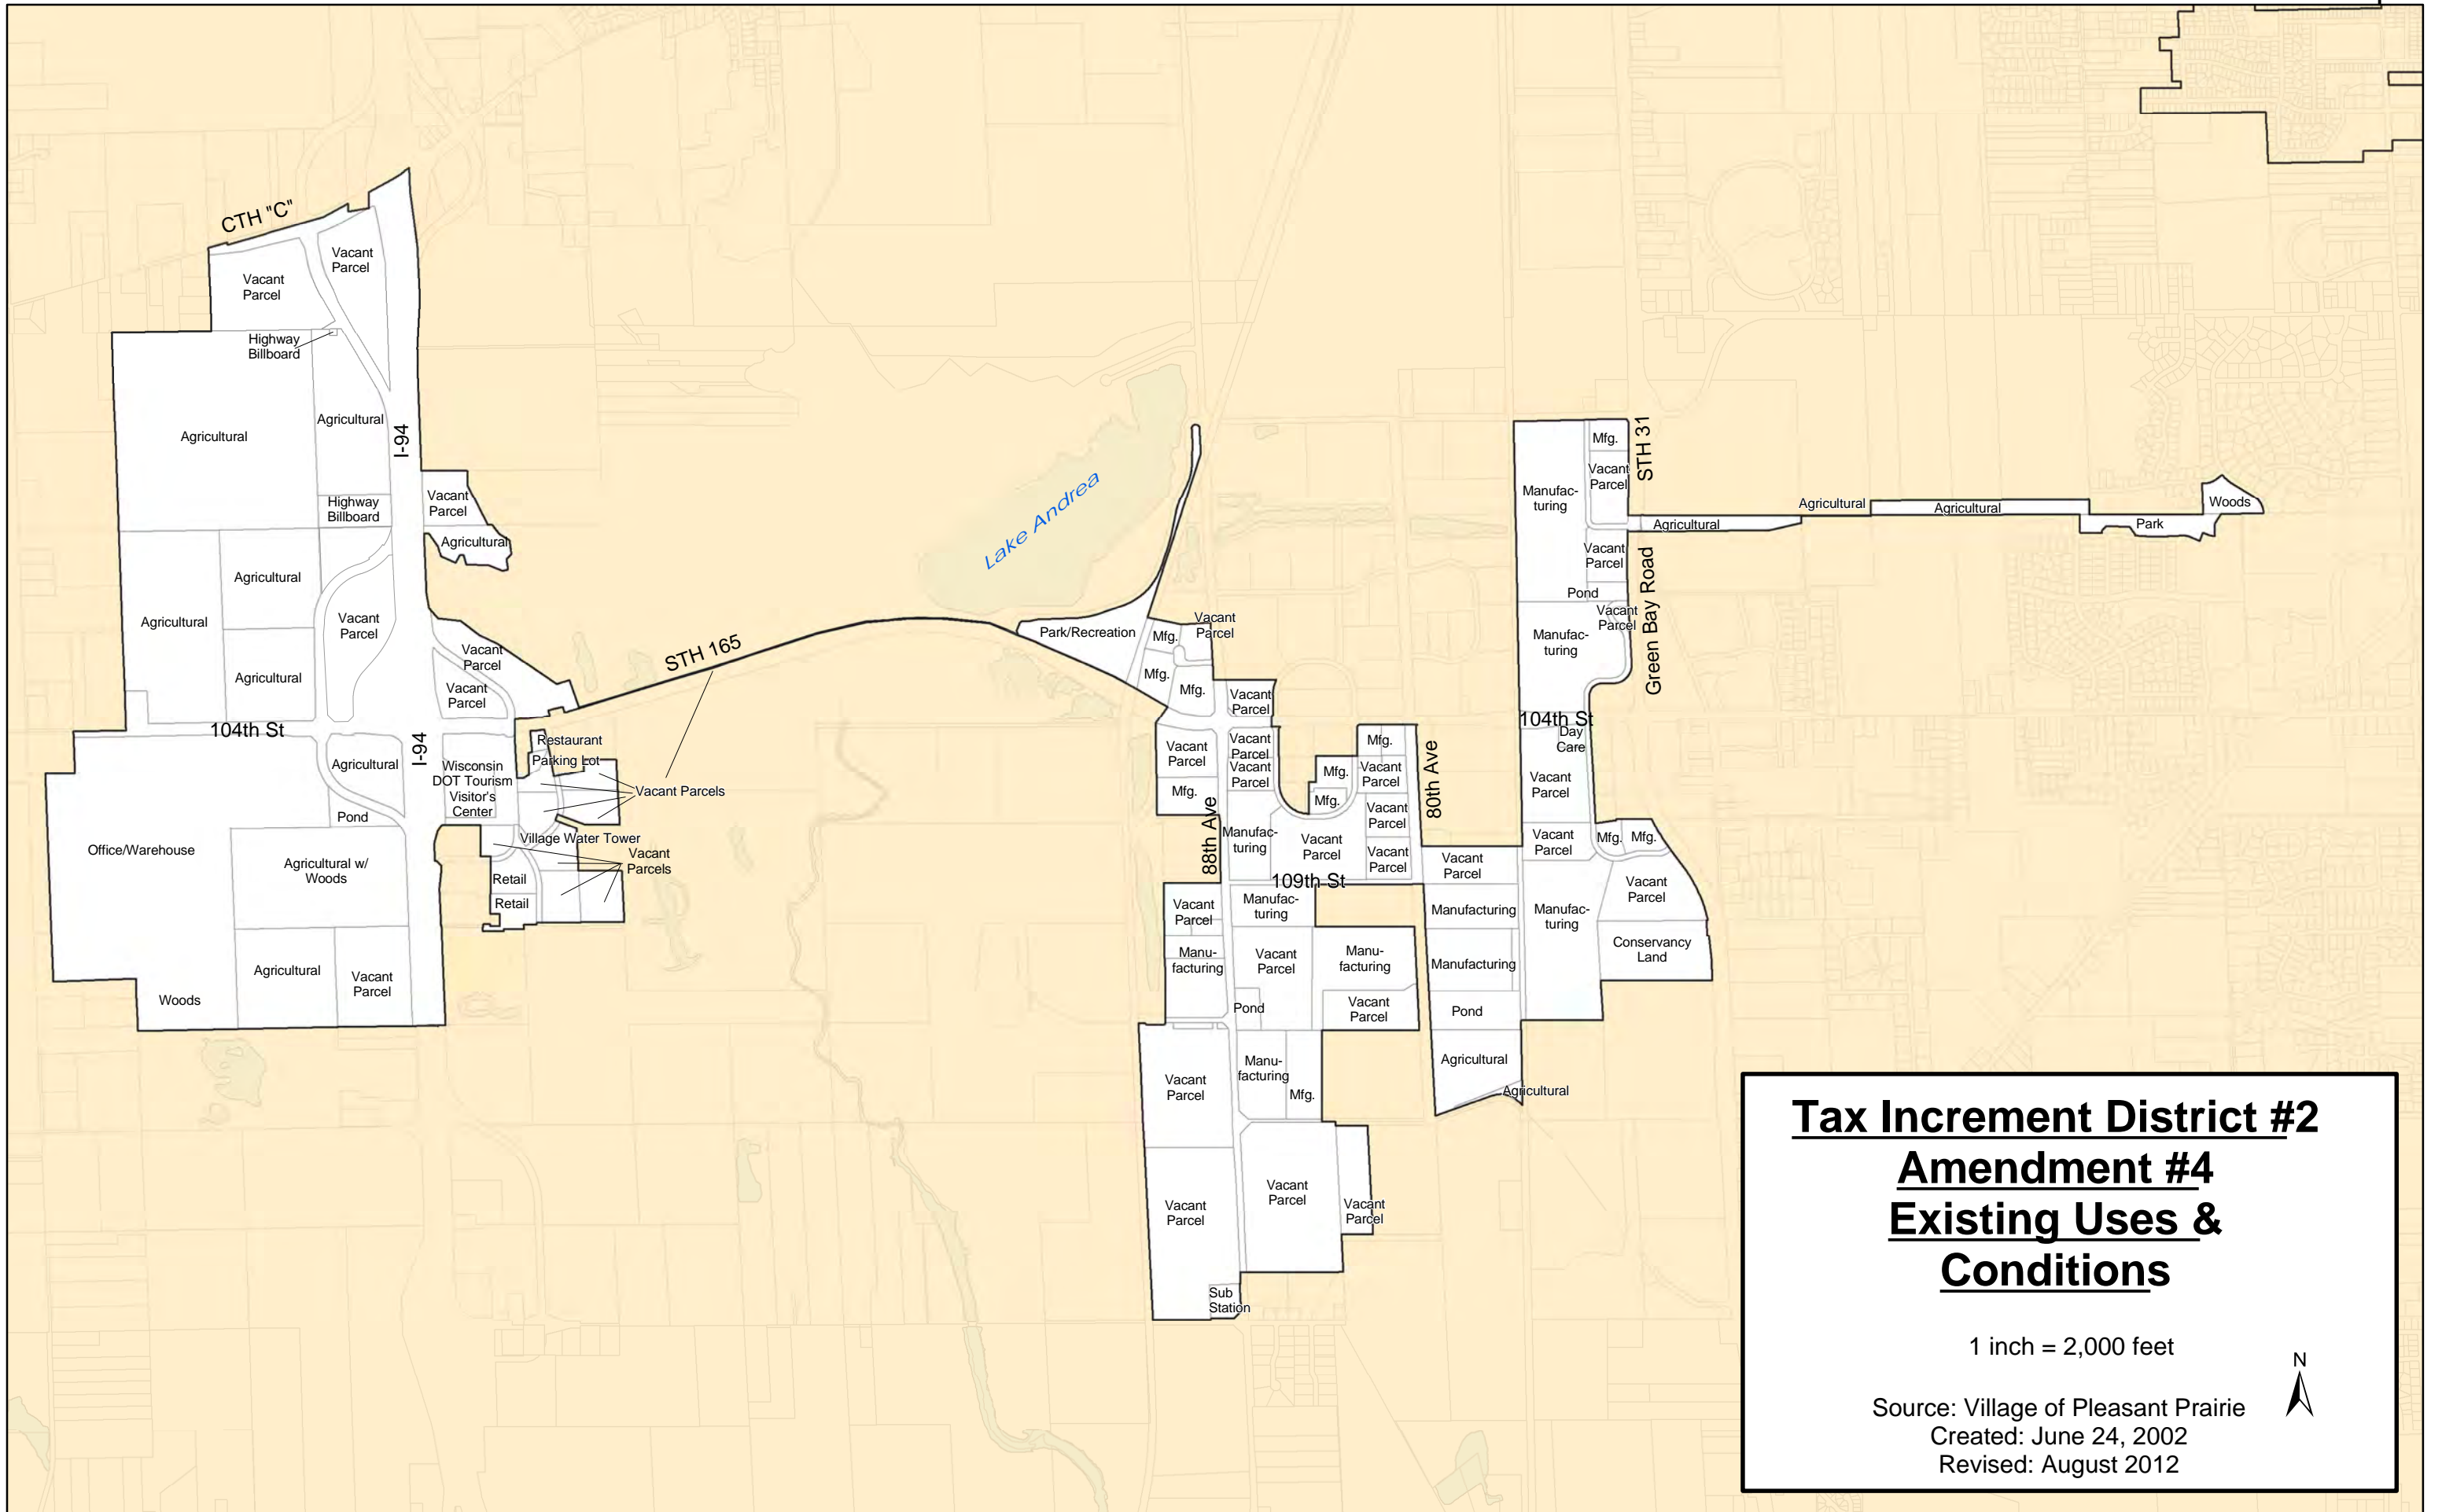 CTH "C"
Vacant
Parcel
Vacant
Parcel
Highway
Billboard
Agricultural
Agricultural
I-94
Highway
Billboard
Vacant
Parcel
Agricultural
Agricultural
Agricultural
Vacant
Parcel
Agricultural
Vacant
Parcel
Vacant
Parcel
104th St
STH 165
Agricultural
I-94
Wisconsin
DOT Tourism
Visitor's
Center
Restaurant
Parking Lot
Vacant Parcels
Pond
Village Water Tower
Vacant
Parcels
Office/Warehouse
Agricultural w/
Woods
Retail
Retail
Agricultural
Vacant
Parcel
Woods
Lake Andrea
Park/Recreation
Mfg.
Vacant
Parcel
Mfg.
Mfg.
Vacant
Parcel
Vacant
Parcel
Mfg.
Vacant
Parcel
Vacant
Parcel
Mfg.
Mfg.
Vacant
Parcel
Mfg.
Vacant
Parcel
88th Ave
Manufac-
turing
Vacant
Parcel
Vacant
Parcel
80th Ave
109th St
Vacant
Parcel
Manufac-
turing
Manu-
facturing
Vacant
Parcel
Manu-
facturing
Pond
Vacant
Parcel
Vacant
Parcel
Manu-
facturing
Mfg.
Vacant
Parcel
Vacant
Parcel
Vacant
Parcel
Sub
Station
Mfg.
STH 31
Vacant
Parcel
Manufac-
turing
Agricultural
Agricultural
Agricultural
Park
Woods
Vacant
Parcel
Pond
Vacant
Parcel
Manufac-
turing
Green Bay Road
104th St
Day
Care
Vacant
Parcel
Vacant
Parcel
Mfg.
Mfg.
Vacant
Parcel
Vacant
Parcel
Manufacturing
Manufac-
turing
Conservancy
Land
Manufacturing
Pond
Agricultural
Agricultural
Tax Increment District #2
Amendment #4
Existing Uses &
Conditions
1 inch = 2,000 feet
N
Source: Village of Pleasant Prairie
Created: June 24, 2002
Revised: August 2012